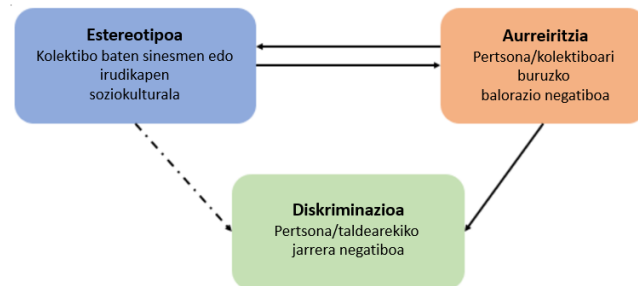 Estereotipoa
Kolektibo baten sinesmen edo
irudikapen
soziokulturala
Aurreiritzia
Pertsona/kolektiboari
buruzko
balorazio negatiboa
Diskriminazioa
Pertsona/taldearekiko
jarrera negatiboa